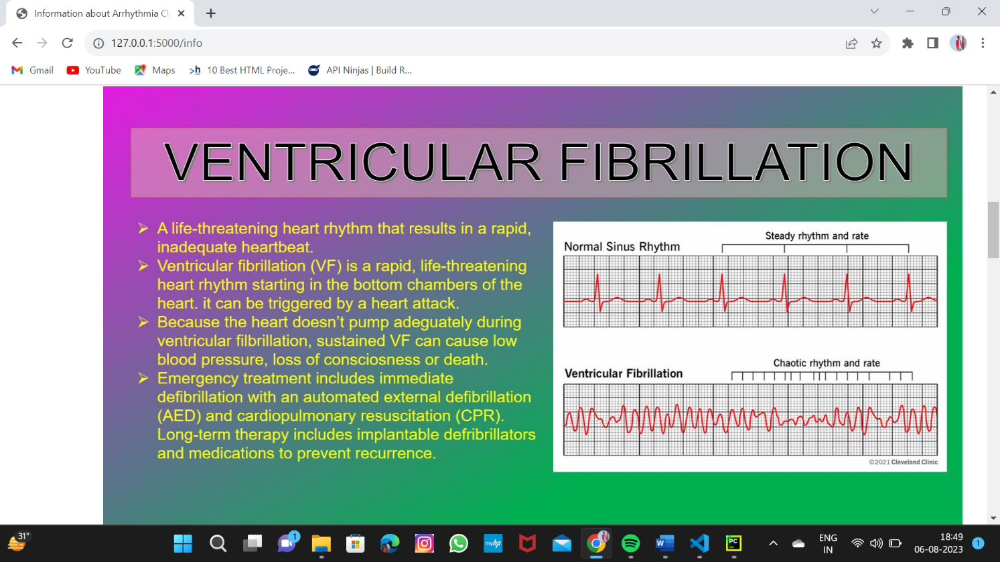 Information about Arrhythmia Cl
127.0.0.1:5000/info
Gmail
YouTube
Maps
>h 10 Best HTML Proje...
API Ninjas | Build R...
VENTRICULAR FIBRILLATION
A life-threatening heart rhythm that results in a rapid,
inadequate heartbeat.
Ventricular fibrillation (VF) is a rapid, life-threatening
heart rhythm starting in the bottom chambers of the
heart. it can be triggered by a heart attack.
Because the heart doesn’t pump adeguately during
ventricular filbrillation, sustained VF can cause low
blood pressure, loss of consciosness or death.
Emergency treatment includes immediate
defibrillation with an automated external defibrillation
(AED) and cardiopulmonary resuscitation (CPR).
Long-term therapy includes implantable defribrillators
and medications to prevent recurrence.
Steady rhythm and rate
Normal Sinus Rhythm
Chaotic rhythm and rate
Ventricular Fibrillation
©2021 Cleveland Clinic
31°
1
myhp
W
PC
ENG
IN
18:49
06-08-2023
1